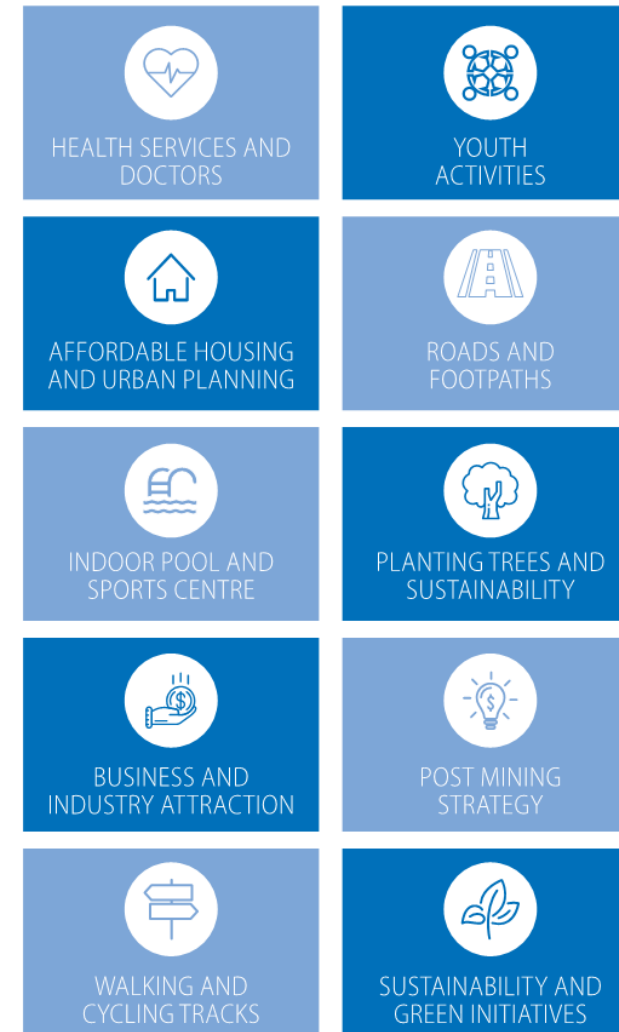 HEALTH SERVICES AND
DOCTORS
YOUTH
ACTIVITIES
AFFORDABLE HOUSING
AND URBAN PLANNING
ROADS AND
FOOTPATHS
INDOOR POOL AND
SPORTS CENTRE
PLANTING TREES AND
SUSTAINABILITY
$
BUSINESS AND
INDUSTRY ATTRACTION
$
POST MINING
STRATEGY
WALKING AND
CYCLING TRACKS
SUSTAINABILITY AND
GREEN INITIATIVES